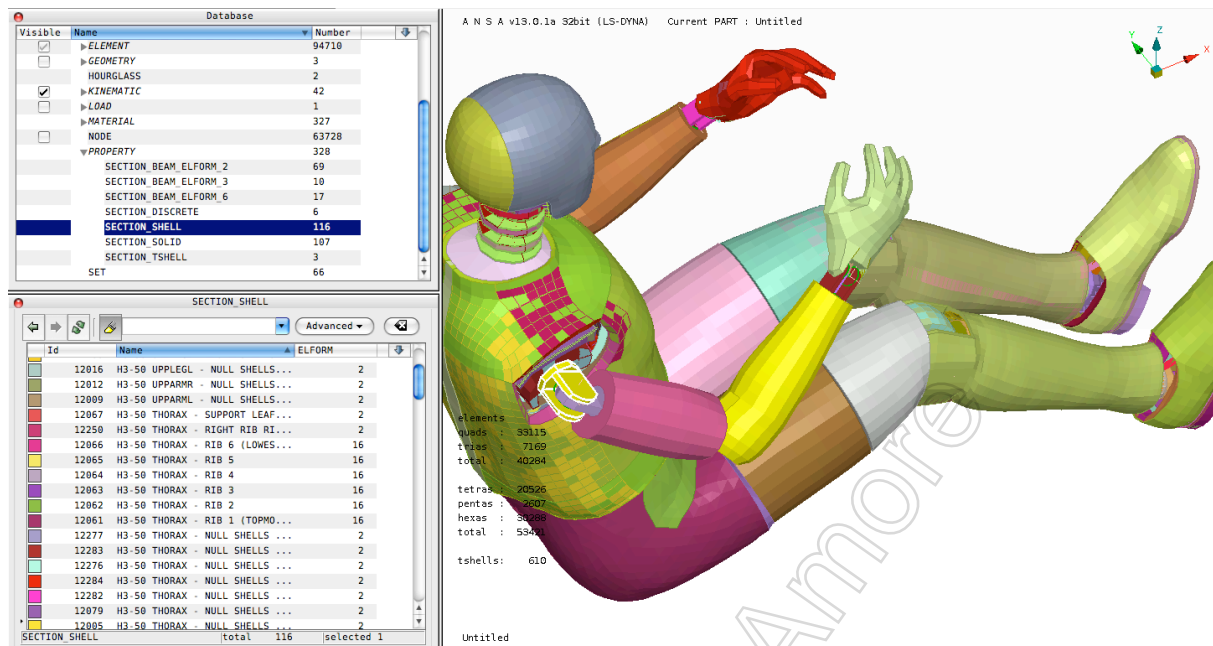 Database
Visible Name Number
ELEMENT 94710
GEOMETRY 3
HOURGLASS 2
KINEMATIC 42
LOAD 1
MATERIAL 327
NODE 63728
PROPERTY 328
SECTION_BEAM_ELFORM_2 69
SECTION_BEAM_ELFORM_3 10
SECTION_BEAM_ELFORM_6 17
SECTION_DISCRETE 6
SECTION_SHELL 116
SECTION_SOLID 107
SECTION_TSHELL 3
SET 66
SECTION_SHELL
Advanced
Id Name ELFORM
12016 H3-50 UPPLEGL - NULL SHELLS... 2
12012 H3-50 UPPARMR - NULL SHELLS... 2
12009 H3-50 UPPARML - NULL SHELLS... 2
12067 H3-50 THORAX - SUPPORT LEAF... 2
12250 H3-50 THORAX - RIGHT RIB RI... 2
12066 H3-50 THORAX - RIB 6 (LOWES... 16
12065 H3-50 THORAX - RIB 5 16
12064 H3-50 THORAX - RIB 4 16
12063 H3-50 THORAX - RIB 3 16
12062 H3-50 THORAX - RIB 2 16
12061 H3-50 THORAX - RIB 1 (TOPMO... 16
12277 H3-50 THORAX - NULL SHELLS ... 2
12283 H3-50 THORAX - NULL SHELLS ... 2
12276 H3-50 THORAX - NULL SHELLS ... 2
12284 H3-50 THORAX - NULL SHELLS ... 2
12282 H3-50 THORAX - NULL SHELLS ... 2
12079 H3-50 THORAX - NULL SHELLS ... 2
12005 H3-50 THORAX - NULL SHELLS ... 2
SECTION_SHELL total 116 selected 1
A N S A v13.0.1a 32bit (LS-DYNA) Current PART : Untitled
Y Z X
elements
quads : 33115
trias : 7169
total : 40284
tetras : 20526
pentas : 2607
hexas : 30288
total : 53421
tshells: 610
Untitled
Amore